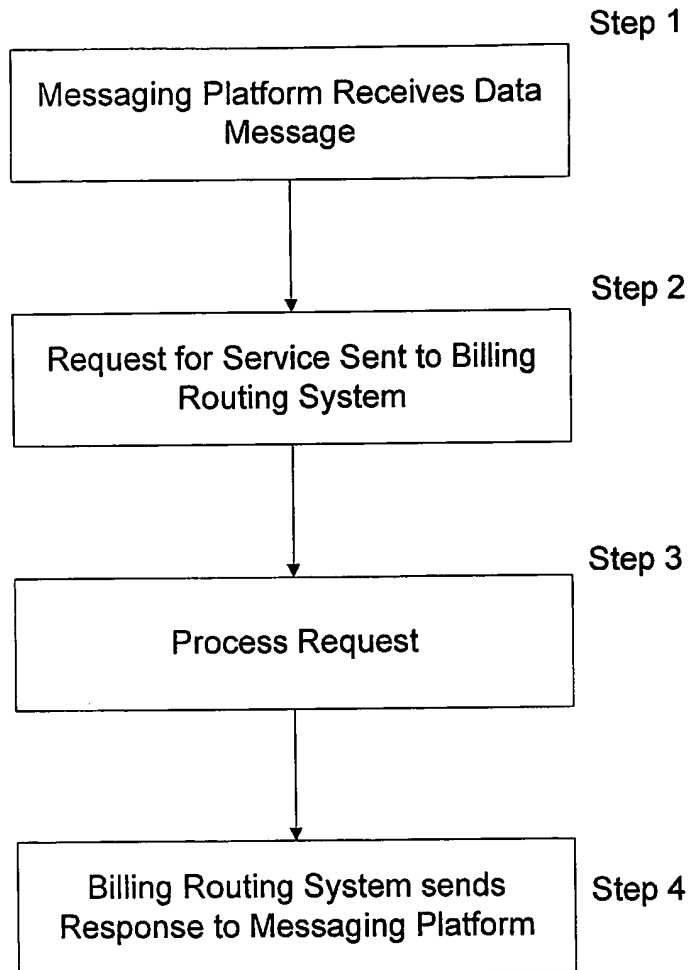 Step 1
Messaging Platform Receives Data
Message
Step 2
Request for Service Sent to Billing
Routing System
Step 3
Process Request
Billing Routing System sends
Response to Messaging Platform
Step 4